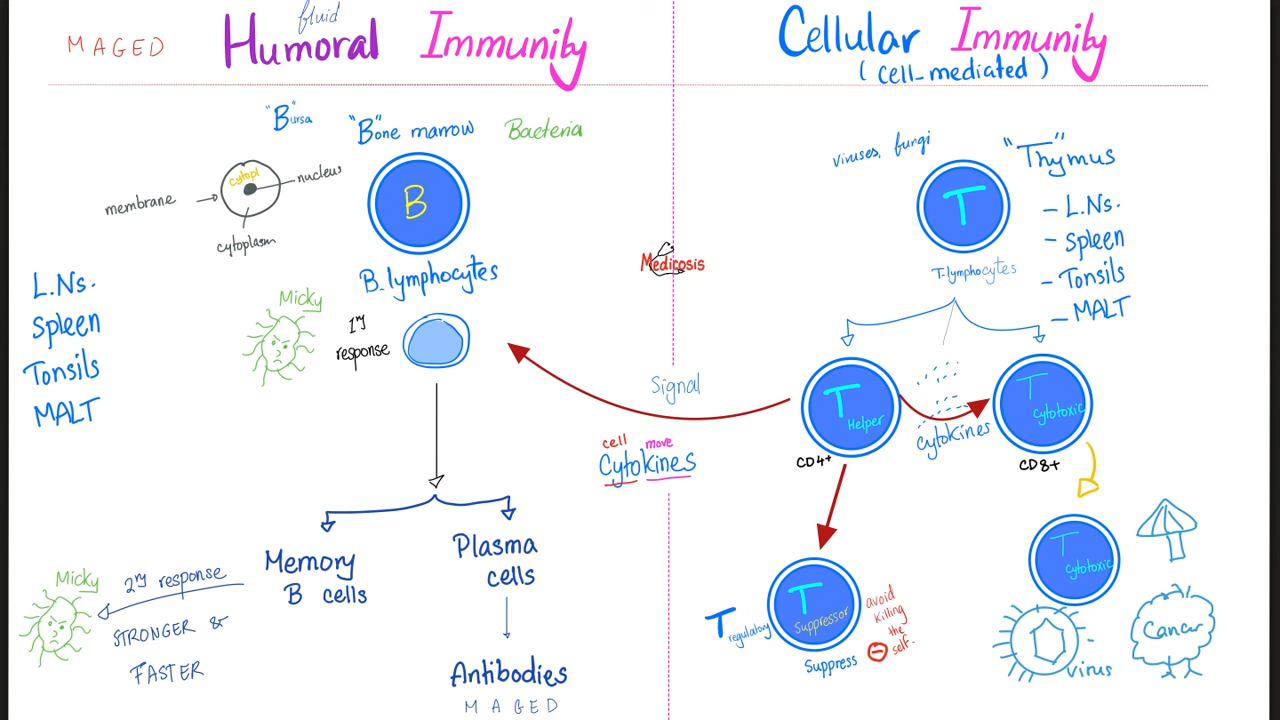 MAGED
fluid
Humoral Immunity
"B"ursa
"B"one marrow
Bacteria
cytopl
nucleus
membrane
cytoplasm
B
B-lymphocytes
L.Ns.
Spleen
Tonsils
MALT
Micky
1ry
response
Memory
B cells
Plasma
cells
Antibodies
MAGED
Micky
2ry response
STRONGER &
FASTER
Medicosis
Signal
cell move
Cytokines
Cellular Immunity
(cell-mediated)
viruses, fungi
"Thymus"
- L.Ns.
- Spleen
- Tonsils
- MALT
T
T-lymphocytes
T Helper
CD4+
cytokines
T cytotoxic
CD8+
T regulatory
T Suppressor
Suppress
avoid
killing
the
self.
T cytotoxic
virus
Cancer